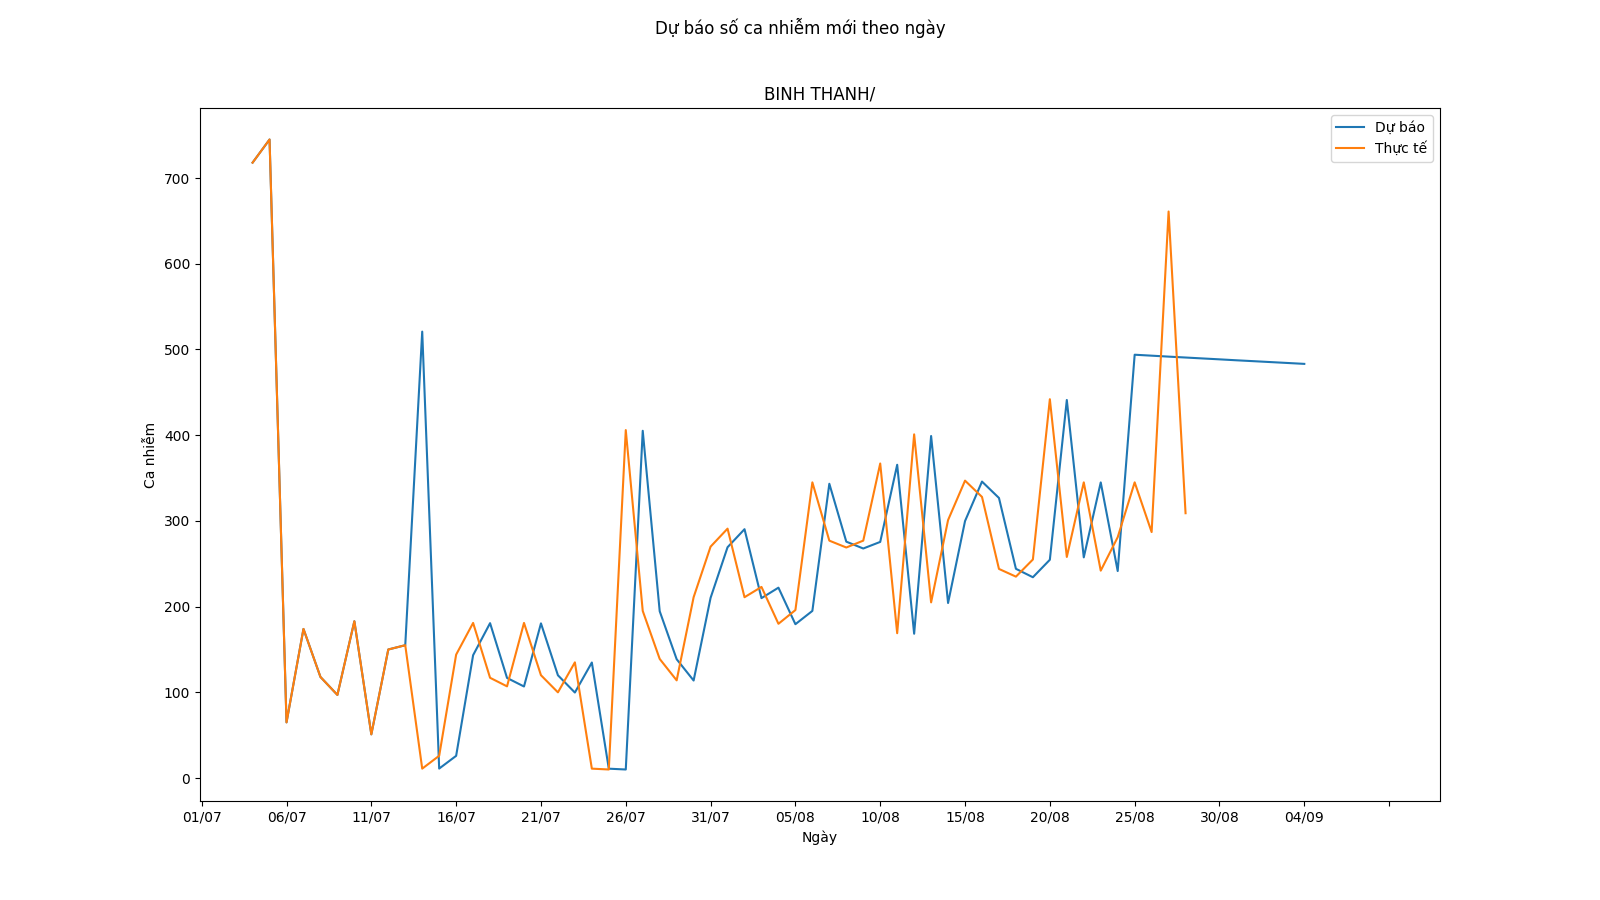 Dự báo số ca nhiễm mới theo ngày
BINH THANH/
Dự báo
Thực tế
700
600
500
400
300
200
100
0
Ca nhiễm
01/07 06/07 11/07 16/07 21/07 26/07 31/07 05/08 10/08 15/08 20/08 25/08 30/08 04/09
Ngày